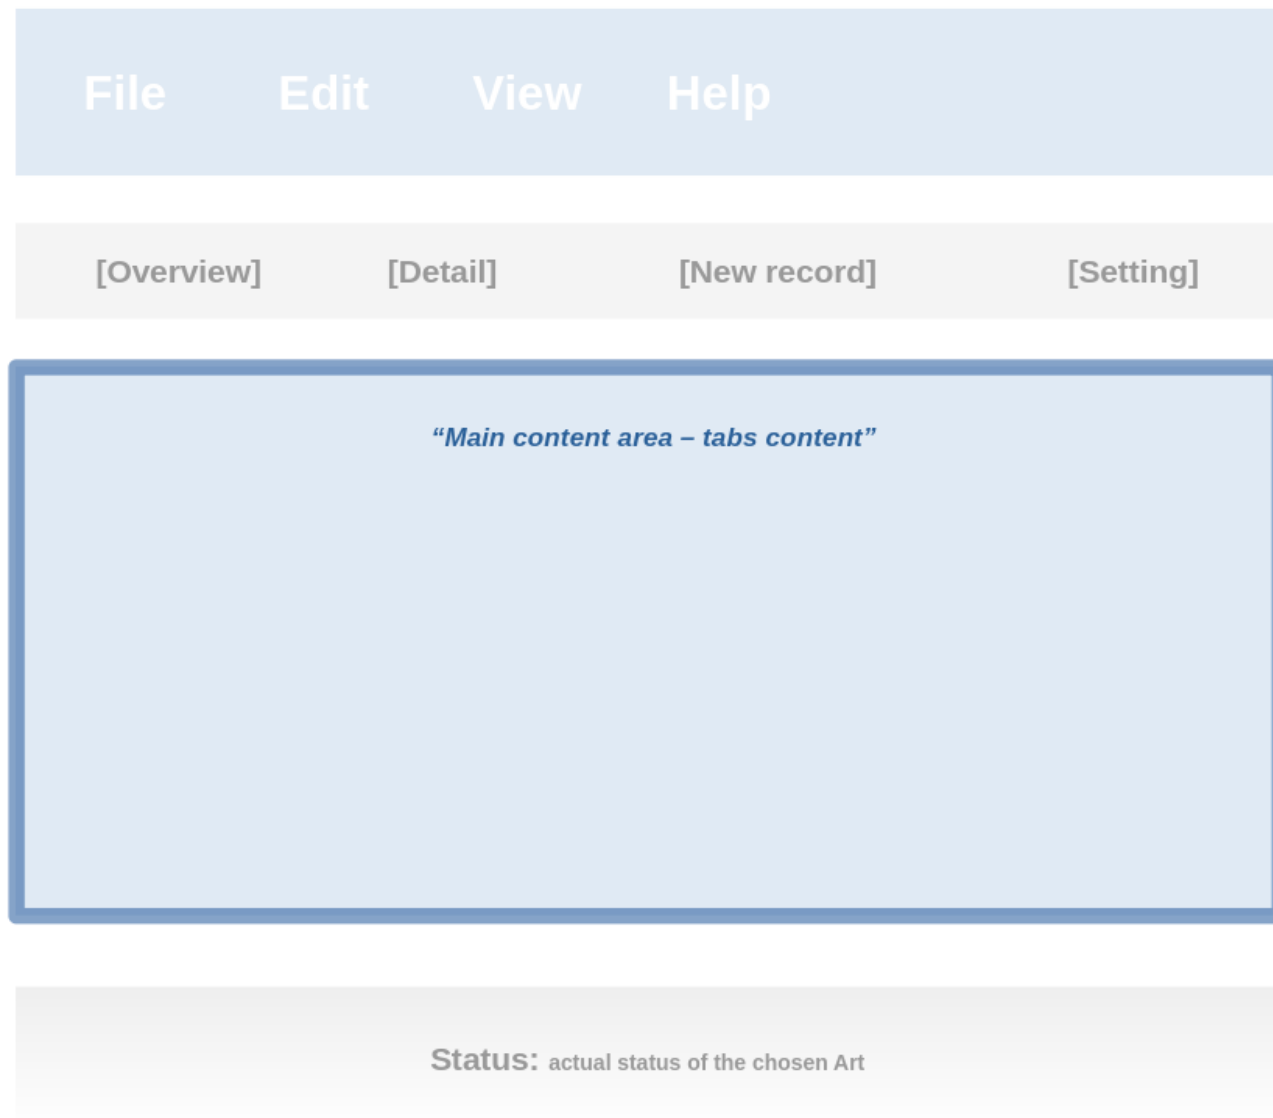 File Edit View Help
[Overview] [Detail] [New record] [Setting]
“Main content area – tabs content”
Status: actual status of the chosen Art